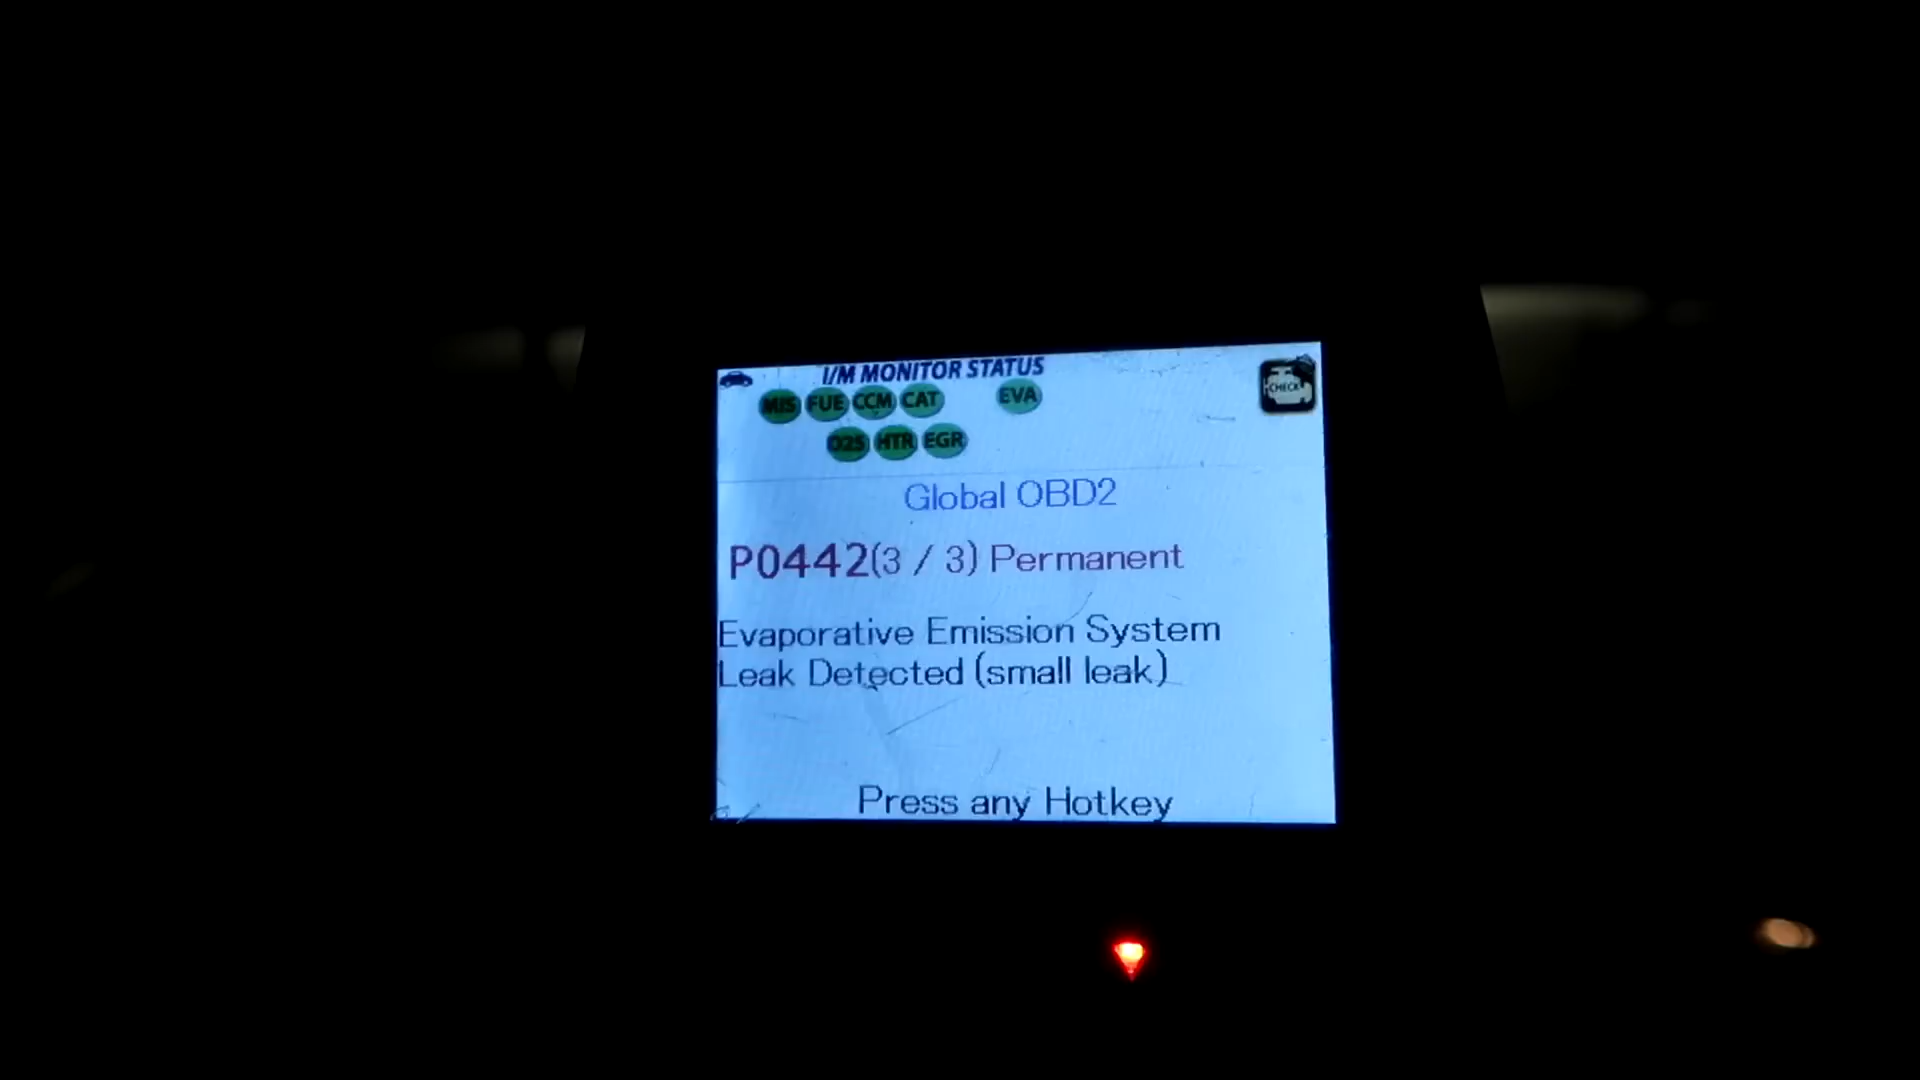 I/M MONITOR STATUS
MIS FUE CCM CAT EVA
O2S HTR EGR
CHECK
Global OBD2
P0442(3 / 3) Permanent
Evaporative Emission System
Leak Detected (small leak)
Press any Hotkey